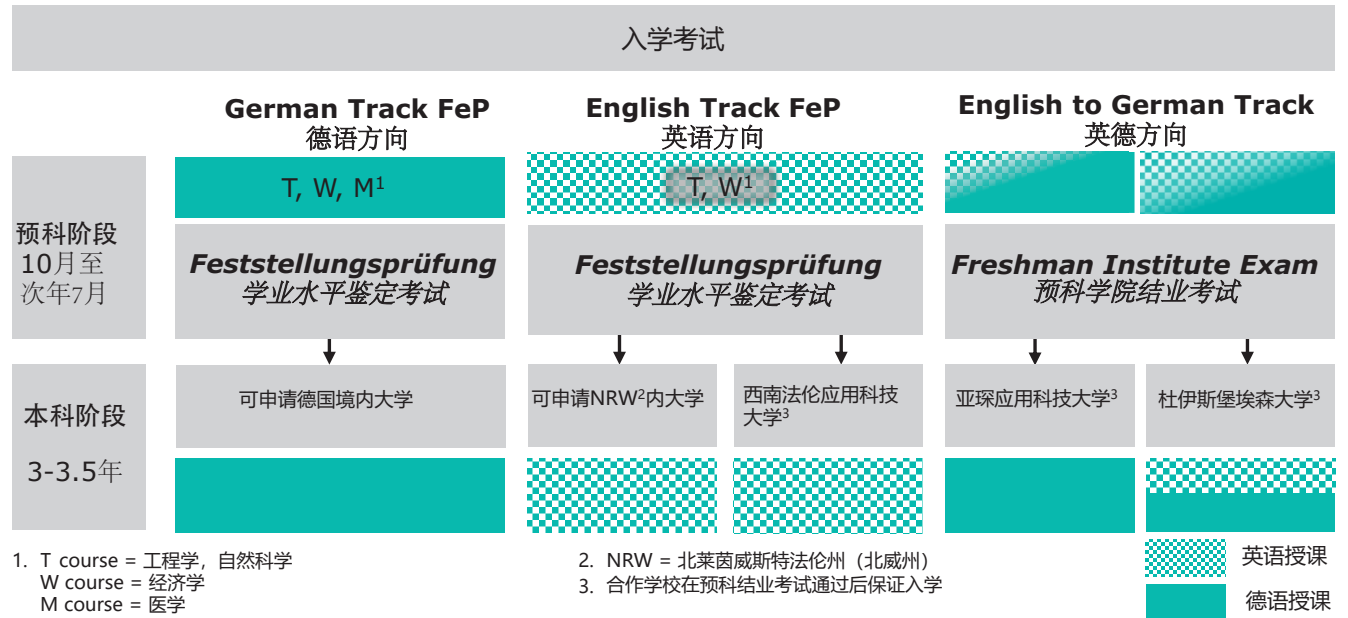 入学考试
German Track FeP
德语方向
English Track FeP
英语方向
English to German Track
英德方向
预科阶段
10月至
次年7月
T, W, M1
T, W1
Feststellungsprüfung
学业水平鉴定考试
Feststellungsprüfung
学业水平鉴定考试
Freshman Institute Exam
预科学院结业考试
本科阶段
3-3.5年
可申请德国境内大学
可申请NRW2内大学
西南法伦应用科技
大学3
亚琛应用科技大学3
杜伊斯堡埃森大学3
1. T course = 工程学，自然科学
W course = 经济学
M course = 医学
2. NRW = 北莱茵威斯特法伦州（北威州）
3. 合作学校在预科结业考试通过后保证入学
英语授课
德语授课